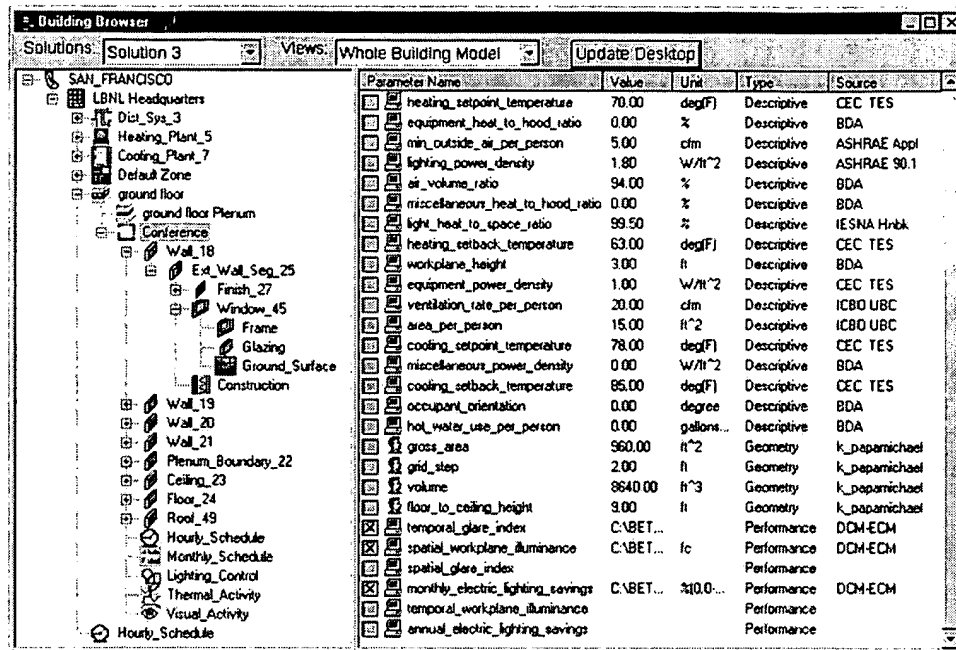 Building Browser
Solutions: Solution 3 Views: Whole Building Model Update Desktop
SAN_FRANCISCO
LBNL Headquarters
Dist_Sys_3
Heating_Plant_5
Cooling_Plant_7
Default Zone
ground floor
ground floor Plenum
Conference
Wall_18
Ext_Wall_Seg_25
Finish_27
Window_45
Frame
Glazing
Ground_Surface
Construction
Wall_19
Wall_20
Wall_21
Plenum_Boundary_22
Ceiling_23
Floor_24
Roof_49
Hourly_Schedule
Monthly_Schedule
Lighting_Control
Thermal_Activity
Visual_Activity
Hourly_Schedule
Parameter Name Value Unit Type Source
heating_setpoint_temperature 70.00 deg(F) Descriptive CEC TES
equipment_heat_to_hood_ratio 0.00 % Descriptive BDA
min_outside_air_per_person 5.00 cfm Descriptive ASHRAE Appl
lighting_power_density 1.80 W/ft^2 Descriptive ASHRAE 90.1
air_volume_ratio 94.00 % Descriptive BDA
miscellaneous_heat_to_hood_ratio 0.00 % Descriptive BDA
light_heat_to_space_ratio 99.50 % Descriptive IESNA Hnbk
heating_setback_temperature 63.00 deg(F) Descriptive CEC TES
workplane_height 3.00 ft Descriptive BDA
equipment_power_density 1.00 W/ft^2 Descriptive CEC TES
ventilation_rate_per_person 20.00 cfm Descriptive ICBO UBC
area_per_person 15.00 ft^2 Descriptive ICBO UBC
cooling_setpoint_temperature 78.00 deg(F) Descriptive CEC TES
miscellaneous_power_density 0.00 W/ft^2 Descriptive BDA
cooling_setback_temperature 85.00 deg(F) Descriptive CEC TES
occupant_orientation 0.00 degree Descriptive BDA
hot_water_use_per_person 0.00 gallons... Descriptive BDA
gross_area 960.00 ft^2 Geometry k_papamichael
grid_step 2.00 ft Geometry k_papamichael
volume 8640.00 ft^3 Geometry k_papamichael
floor_to_ceiling_height 9.00 ft Geometry k_papamichael
temporal_glare_index C:\BET... Performance DCM-ECM
spatial_workplane_illuminance C:\BET... fc Performance DCM-ECM
spatial_glare_index Performance
monthly_electric_lighting_savings C:\BET... %[0.0-... Performance DCM-ECM
temporal_workplane_illuminance Performance
annual_electric_lighting_savings Performance